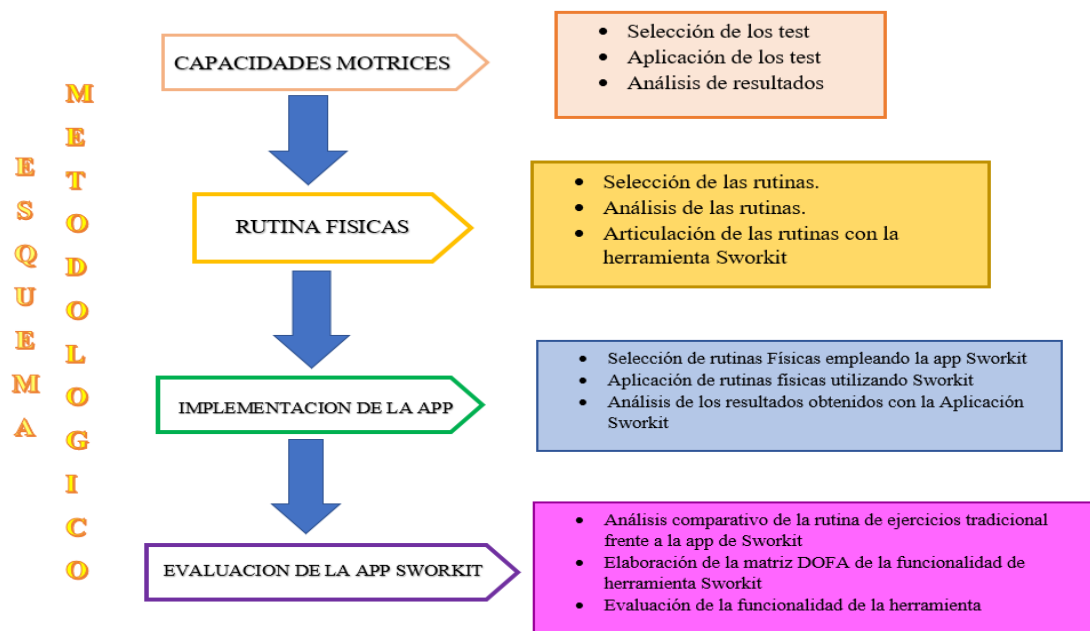 ESQUEMA
METODOLOGICO
CAPACIDADES MOTRICES
• Selección de los test
• Aplicación de los test
• Análisis de resultados
RUTINA FISICAS
• Selección de las rutinas.
• Análisis de las rutinas.
• Articulación de las rutinas con la
herramienta Sworkit
IMPLEMENTACION DE LA APP
• Selección de rutinas Físicas empleando la app Sworkit
• Aplicación de rutinas físicas utilizando Sworkit
• Análisis de los resultados obtenidos con la Aplicación
Sworkit
EVALUACION DE LA APP SWORKIT
• Análisis comparativo de la rutina de ejercicios tradicional
frente a la app de Sworkit
• Elaboración de la matriz DOFA de la funcionalidad de
herramienta Sworkit
• Evaluación de la funcionalidad de la herramienta